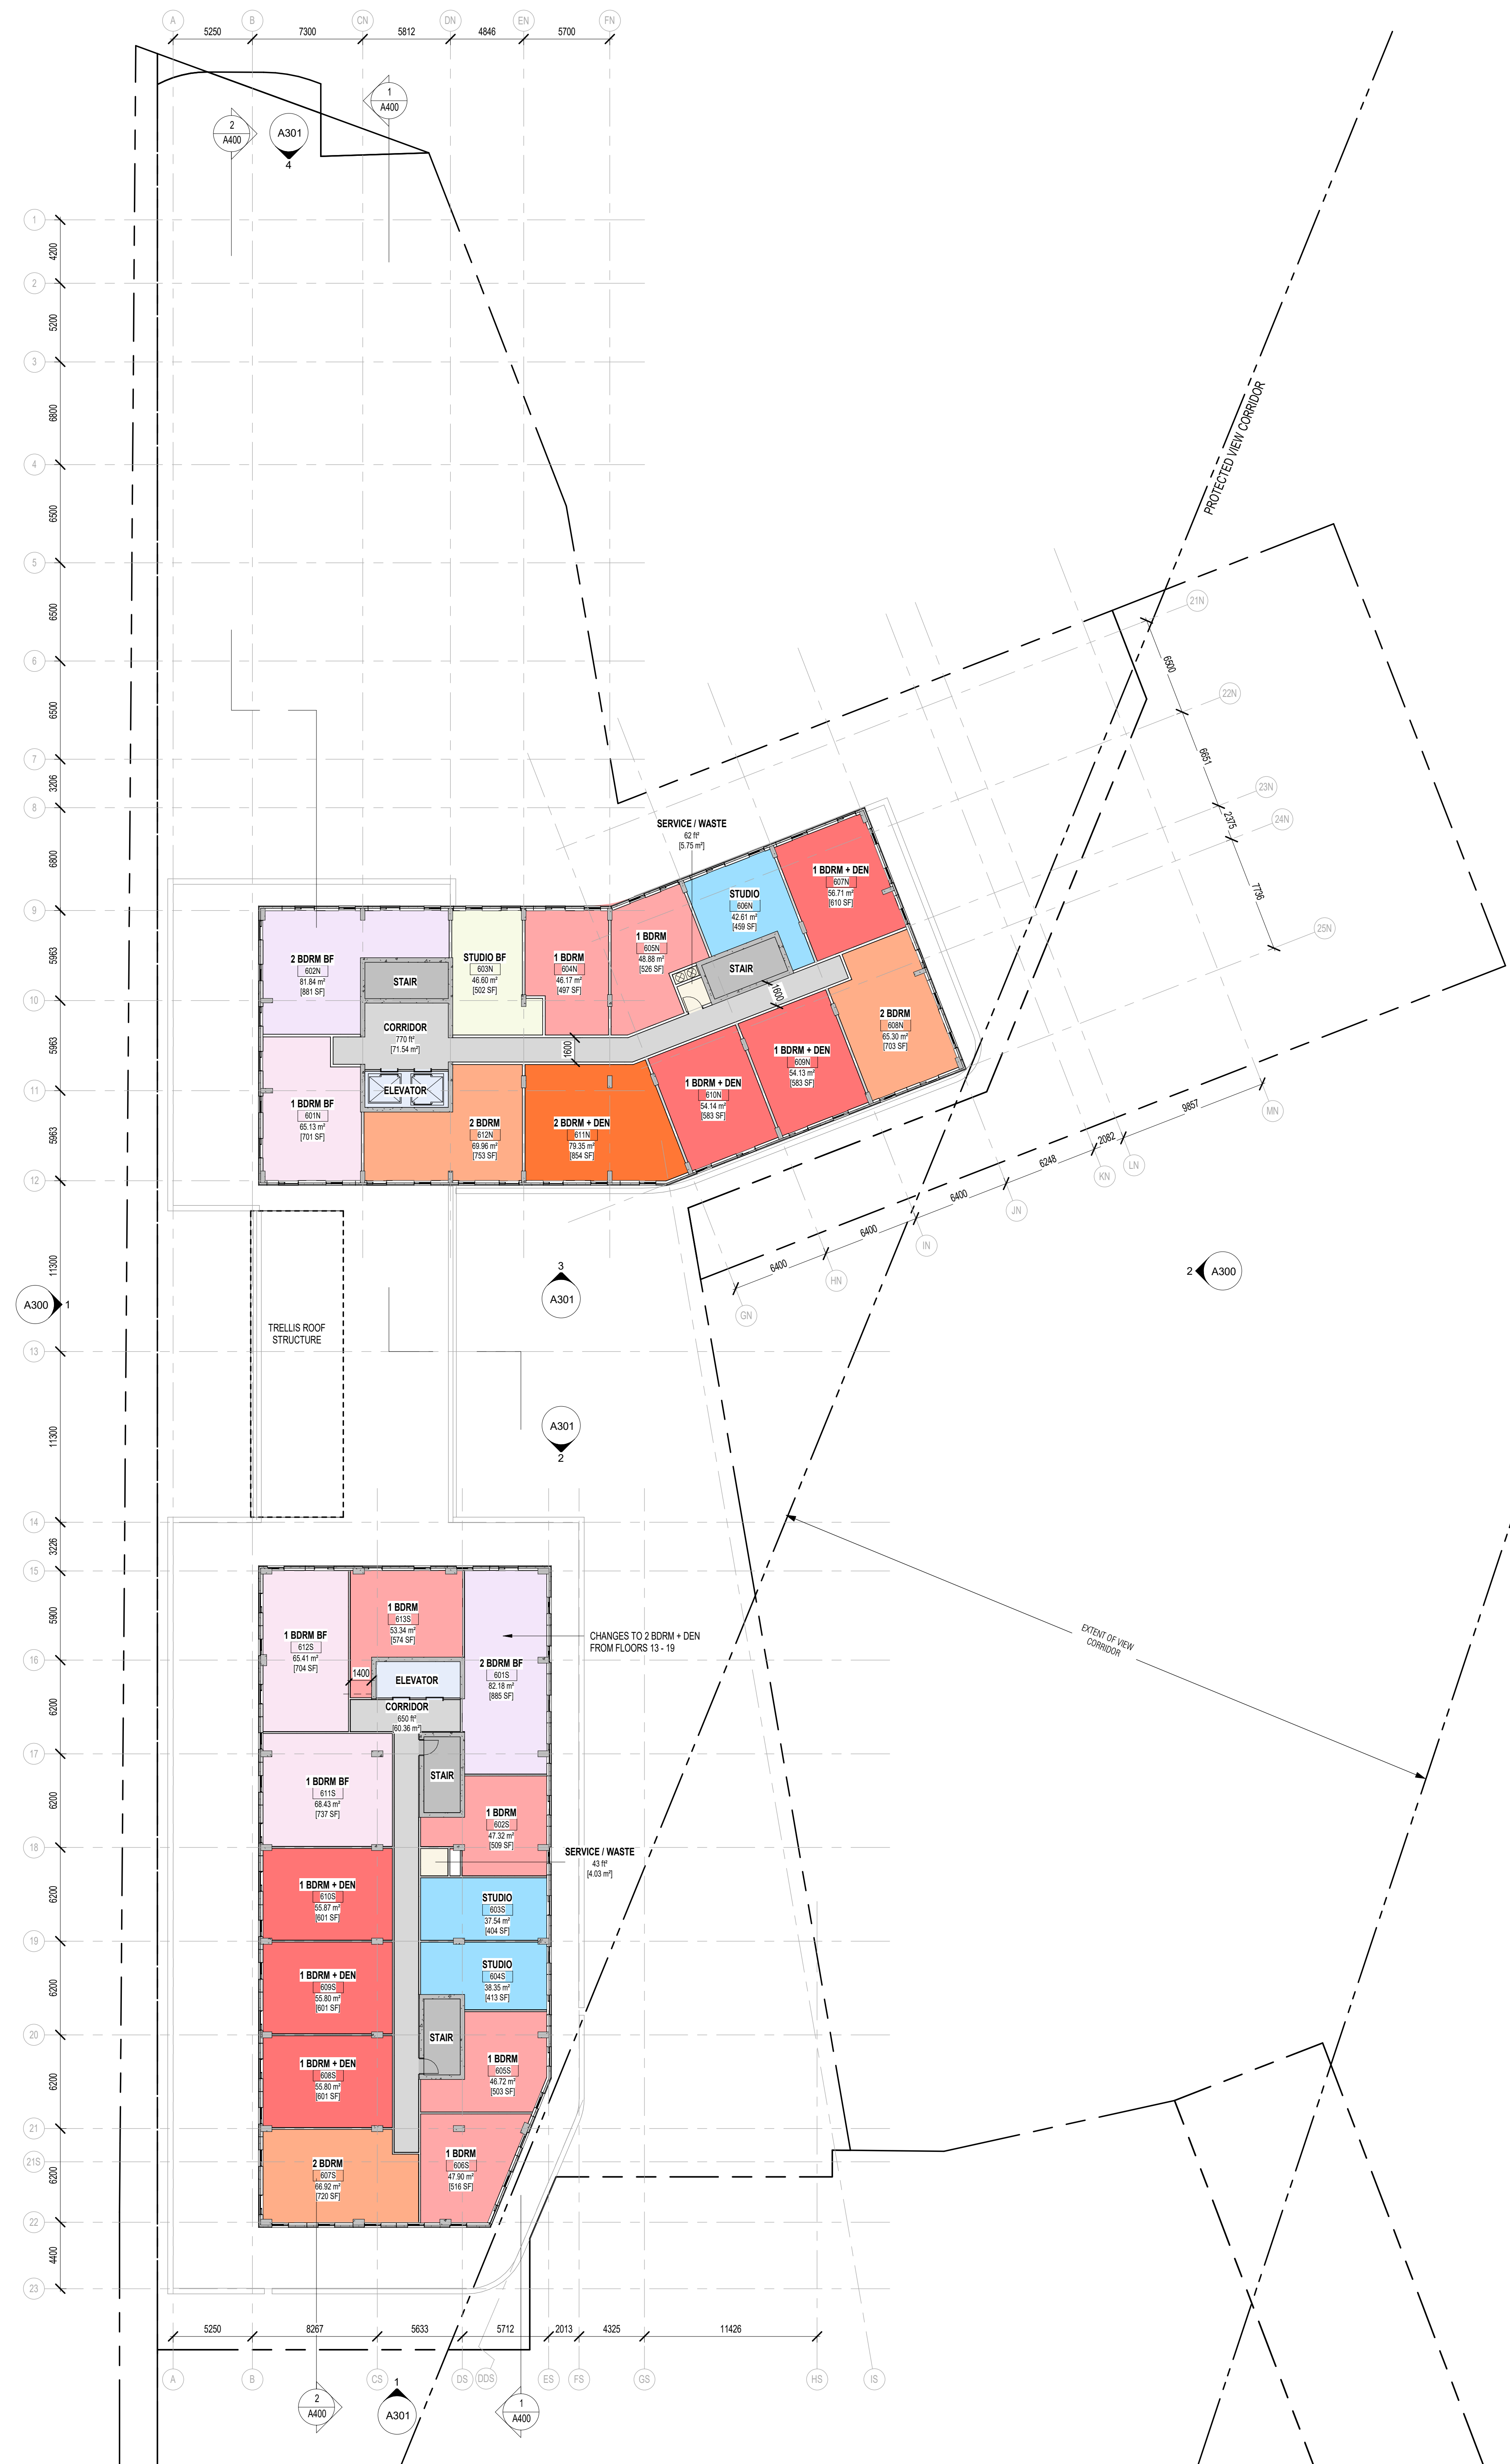 A
B
CN
DN
EN
FN
5250
7300
5812
4846
5700
1
A400
2
A400
A301
4
1
4200
2
5200
3
6800
4
6500
5
6500
6
6500
7
3206
8
6800
9
5963
10
5963
11
5963
12
11300
13
11300
14
3226
15
5900
16
6200
17
6200
18
6200
19
6200
20
6200
21
21S
6200
22
4400
23
PROTECTED VIEW CORRIDOR
21N
6500
22N
6651
23N
2375
24N
7736
25N
SERVICE / WASTE
62 ft²
[5.75 m²]
1 BDRM + DEN
607N
56.71 m²
[610 SF]
STUDIO
606N
42.61 m²
[459 SF]
1 BDRM
605N
48.88 m²
[526 SF]
STAIR
1600
2 BDRM BF
602N
81.84 m²
[881 SF]
STAIR
STUDIO BF
603N
46.60 m²
[502 SF]
1 BDRM
604N
46.17 m²
[497 SF]
2 BDRM
608N
65.30 m²
[703 SF]
CORRIDOR
770 ft²
[71.54 m²]
1600
1 BDRM + DEN
609N
54.13 m²
[583 SF]
1 BDRM + DEN
610N
54.14 m²
[583 SF]
ELEVATOR
1 BDRM BF
601N
65.13 m²
[701 SF]
2 BDRM
612N
69.96 m²
[753 SF]
2 BDRM + DEN
611N
79.35 m²
[854 SF]
6400
6400
6400
6248
2082
9857
GN
HN
IN
JN
KN
LN
MN
A300
1
3
A301
2
A300
TRELLIS ROOF
STRUCTURE
A301
2
CHANGES TO 2 BDRM + DEN
FROM FLOORS 13 - 19
EXTENT OF VIEW
CORRIDOR
1 BDRM
613S
53.34 m²
[574 SF]
1 BDRM BF
612S
65.41 m²
[704 SF]
1400
ELEVATOR
2 BDRM BF
601S
82.18 m²
[885 SF]
CORRIDOR
650 ft²
[60.36 m²]
STAIR
1 BDRM BF
611S
68.43 m²
[737 SF]
1 BDRM
602S
47.32 m²
[509 SF]
SERVICE / WASTE
43 ft²
[4.03 m²]
1 BDRM + DEN
610S
55.87 m²
[601 SF]
STUDIO
603S
37.54 m²
[404 SF]
STUDIO
604S
38.35 m²
[413 SF]
1 BDRM + DEN
609S
55.80 m²
[601 SF]
STAIR
1 BDRM + DEN
608S
55.80 m²
[601 SF]
1 BDRM
605S
46.72 m²
[503 SF]
1 BDRM
606S
47.90 m²
[516 SF]
2 BDRM
607S
66.92 m²
[720 SF]
5250
8267
5633
5712
2013
4325
11426
A
B
CS
DS
DDS
ES
FS
GS
HS
IS
2
A400
1
A301
1
A400